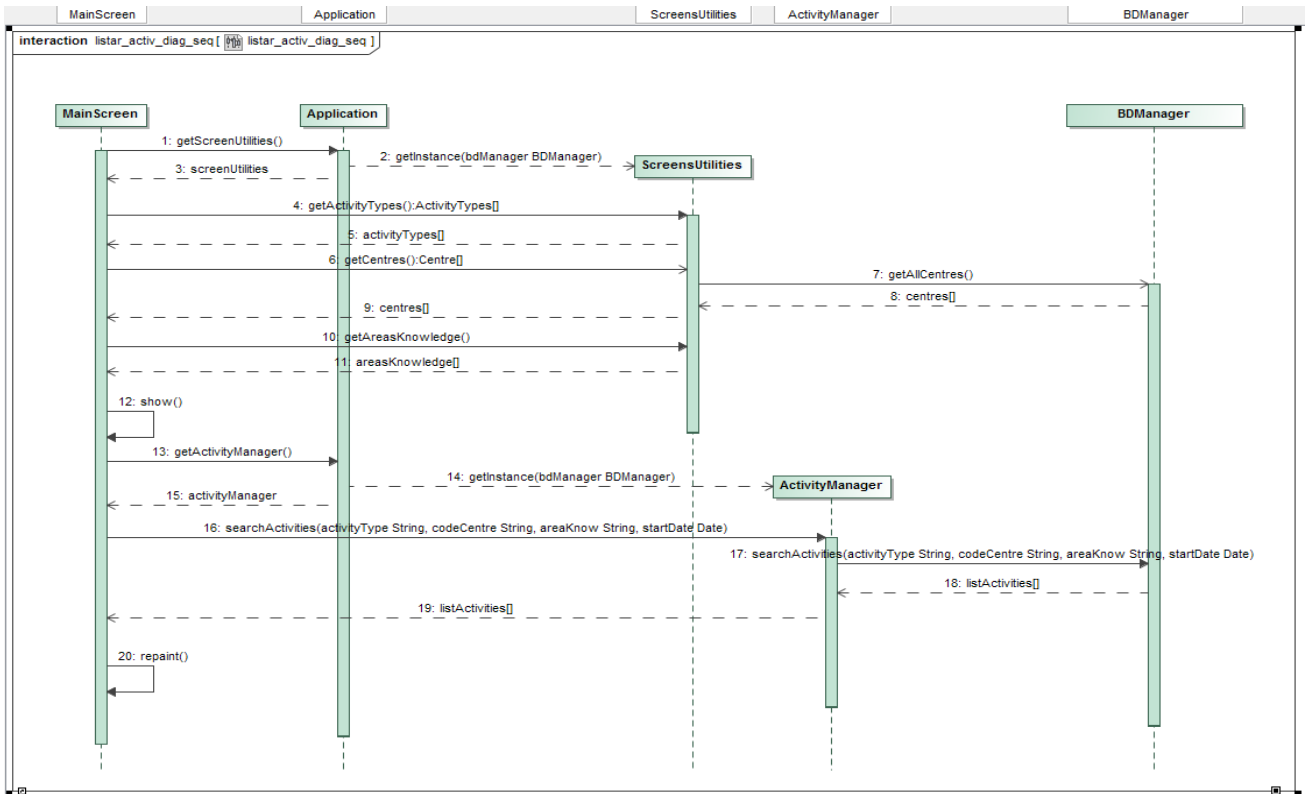 MainScreen Application ScreensUtilities ActivityManager BDManager
interaction listar_activ_diag_seq [ listar_activ_diag_seq ]
MainScreen Application BDManager
1: getScreenUtilities()
2: getInstance(bdManager BDManager)
ScreensUtilities
3: screenUtilities
4: getActivityTypes():ActivityTypes[]
5: activityTypes[]
6: getCentres():Centre[]
7: getAllCentres()
8: centres[]
9: centres[]
10: getAreasKnowledge()
11: areasKnowledge[]
12: show()
13: getActivityManager()
14: getInstance(bdManager BDManager)
ActivityManager
15: activityManager
16: searchActivities(activityType String, codeCentre String, areaKnow String, startDate Date)
17: searchActivities(activityType String, codeCentre String, areaKnow String, startDate Date)
18: listActivities[]
19: listActivities[]
20: repaint()